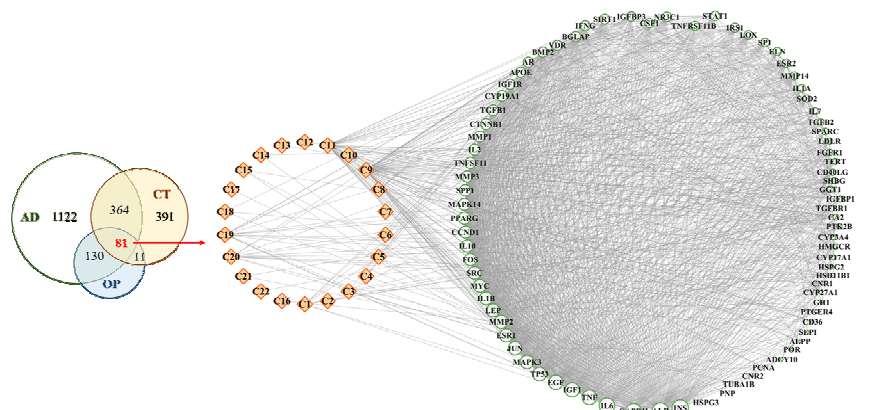 AD
1122
364
CT
391
81
130
11
OP
C12
C11
C10
C9
C8
C7
C6
C5
C4
C3
C2
C1
C16
C22
C21
C20
C19
C18
C17
C15
C14
C13
STAT1
NR3C1
IGFBP3
CSF1
TNFRSF11B
SIRT1
IFNG
BGLAP
VDR
BMP2
AR
APOE
IGF1R
CYP19A1
TGFB1
CTNNB1
MMP1
IL2
TNFSF11
MMP3
SPP1
MAPK14
PPARG
CCND1
IL10
FOS
SRC
MYC
IL1B
LEP
MMP2
ESR1
JUN
MAPK3
TP53
EGF
IGF1
TNF
IL6
INS
HSPG3
PNP
TUBA1B
CNR2
PCNA
ADCY10
POR
ALPP
CD36
PTGER4
GH1
CYP27A1
CNR1
HSD11B1
HSPG2
CYP17A1
HMGCR
CYP3A4
PTK2B
CA2
TGFBR1
IGFBP1
GGT1
SHBG
CD40LG
TERT
FGFR1
LDLR
SPARC
TGFB2
IL7
SOD2
IL1A
MMP14
ESR2
ELN
SP1
LOX
IRS1